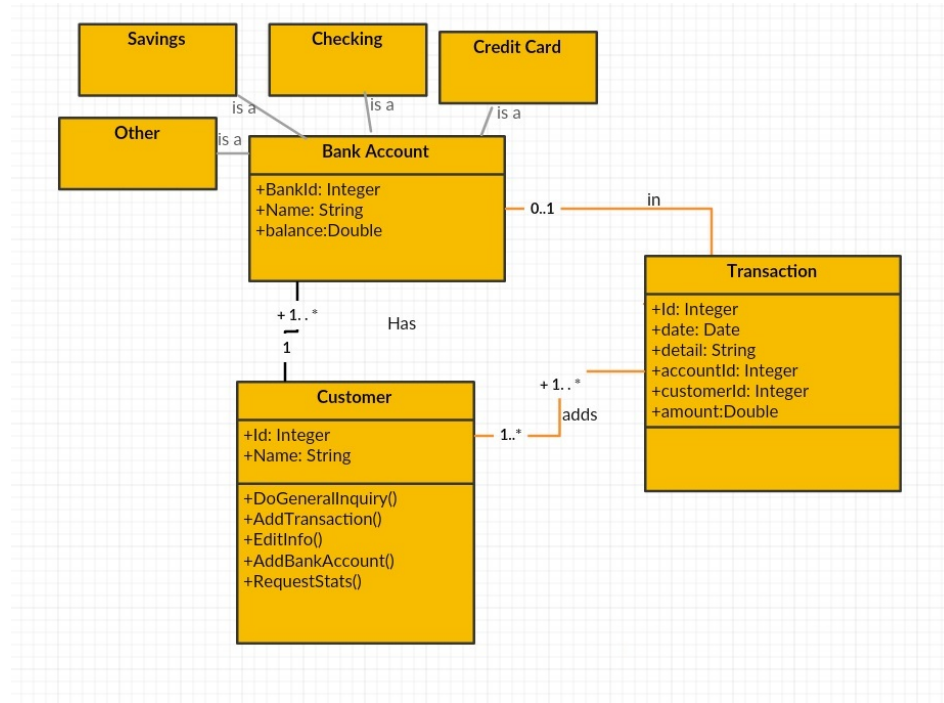 Savings
Checking
Credit Card
is a
is a
is a
Other
is a
Bank Account
+BankId: Integer
+Name: String
+balance:Double
0..1
in
Transaction
+Id: Integer
+date: Date
+detail: String
+accountId: Integer
+customerId: Integer
+amount:Double
+ 1. . *
Has
1
+ 1. . *
adds
1..*
Customer
+Id: Integer
+Name: String
+DoGeneralInquiry()
+AddTransaction()
+EditInfo()
+AddBankAccount()
+RequestStats()